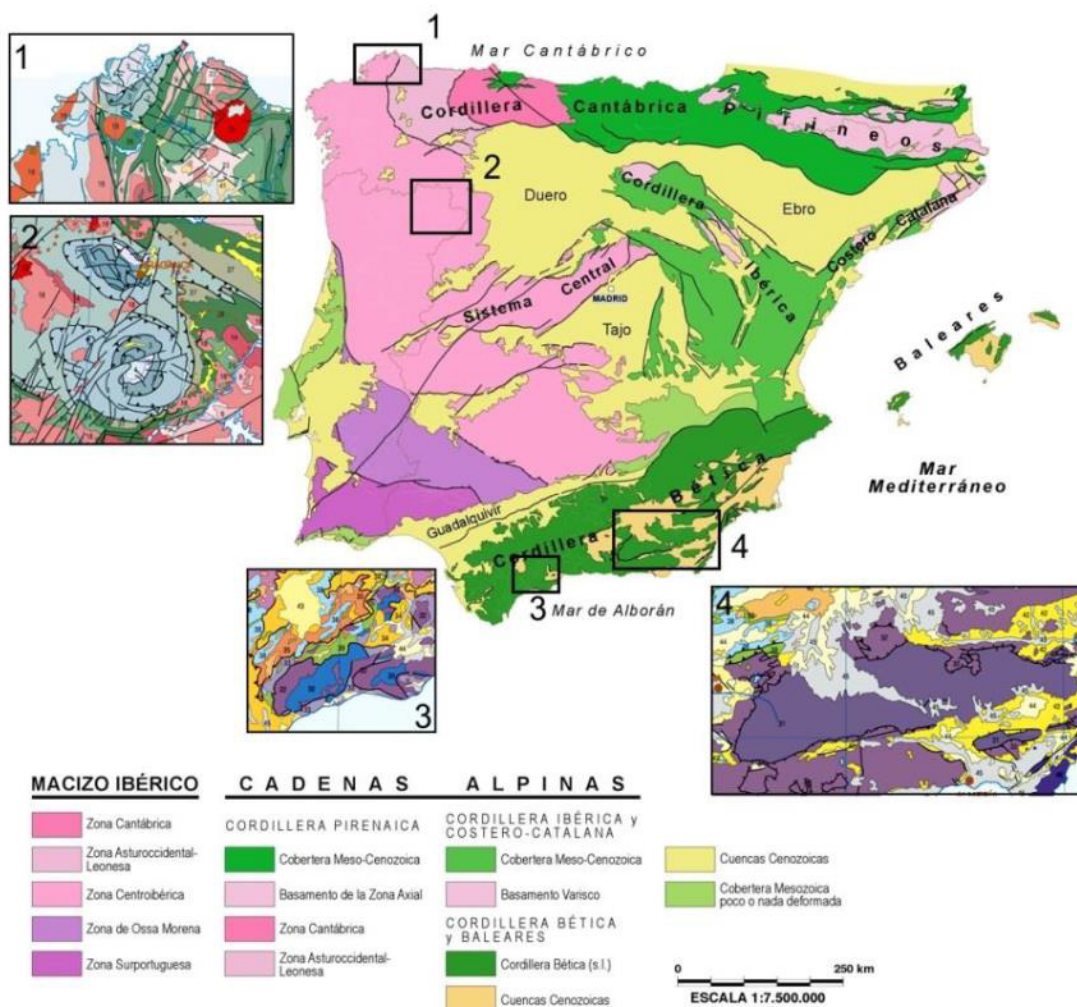 1
1
Mar Cantábrico
Cordillera Cantábrica
Pirineos
2
2
Duero
Cordillera
Ibérica
Ebro
Costero Catalana
Sistema Central
MADRID
Tajo
Baleares
Mar
Mediterráneo
Guadalquivir
Cordillera Bética
4
3
Mar de Alborán
4
3
MACIZO IBÉRICO
Zona Cantábrica
Zona Asturoccidental-
Leonesa
Zona Centroibérica
Zona de Ossa Morena
Zona Surportuguesa
CADENAS ALPINAS
CORDILLERA PIRENAICA
Cobertera Meso-Cenozoica
Basamento de la Zona Axial
Zona Cantábrica
Zona Asturoccidental-
Leonesa
CORDILLERA IBÉRICA y
COSTERO-CATALANA
Cobertera Meso-Cenozoica
Basamento Varisco
CORDILLERA BÉTICA
y BALEARES
Cordillera Bética (s.l.)
Cuencas Cenozoicas
Cuencas Cenozoicas
Cobertera Mesozoica
poco o nada deformada
0 250 km
ESCALA 1:7.500.000